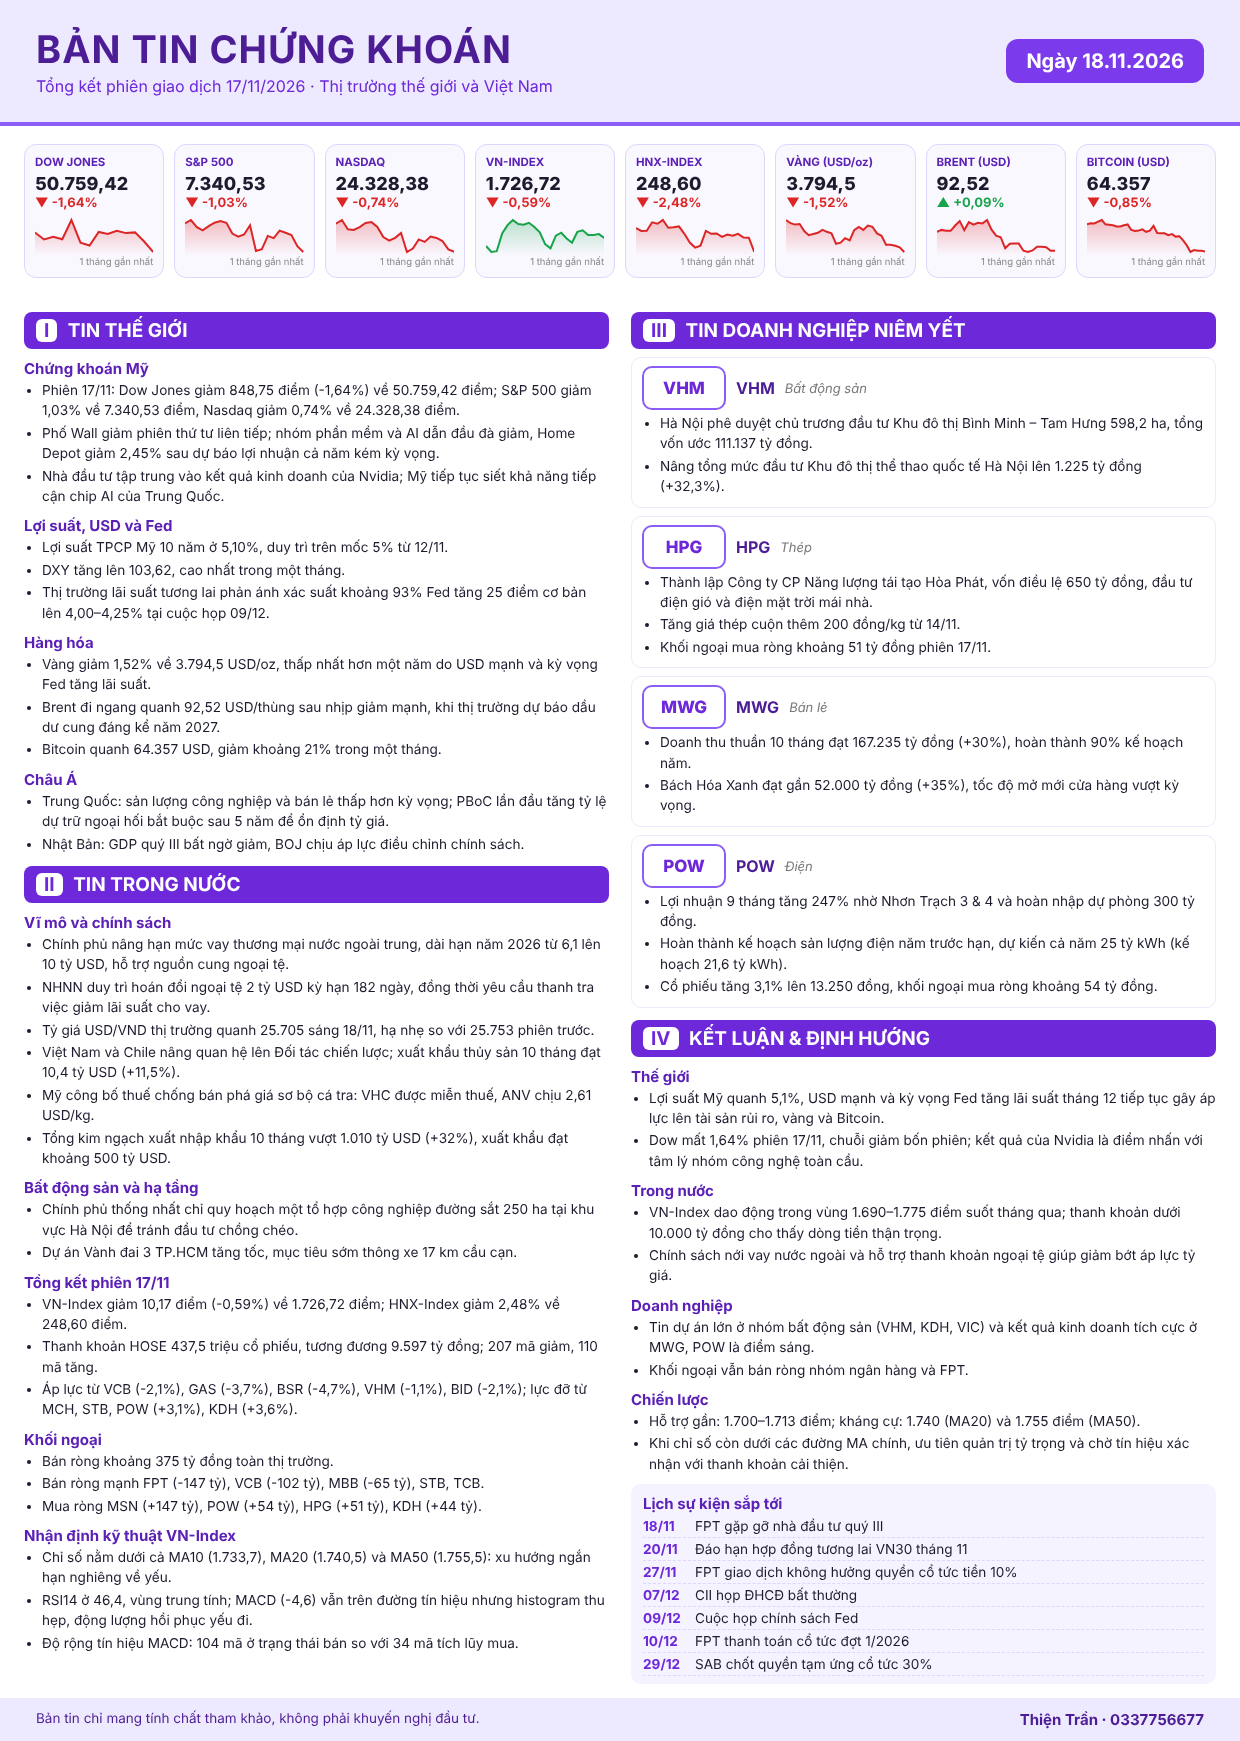 BẢN TIN CHỨNG KHOÁN
Tổng kết phiên giao dịch 17/11/2026 · Thị trường thế giới và Việt Nam
Ngày 18.11.2026
DOW JONES
50.759,42
▼ -1,64%
1 tháng gần nhất
S&P 500
7.340,53
▼ -1,03%
1 tháng gần nhất
NASDAQ
24.328,38
▼ -0,74%
1 tháng gần nhất
VN-INDEX
1.726,72
▼ -0,59%
1 tháng gần nhất
HNX-INDEX
248,60
▼ -2,48%
1 tháng gần nhất
VÀNG (USD/oz)
3.794,5
▼ -1,52%
1 tháng gần nhất
BRENT (USD)
92,52
▲ +0,09%
1 tháng gần nhất
BITCOIN (USD)
64.357
▼ -0,85%
1 tháng gần nhất
I TIN THẾ GIỚI
Chứng khoán Mỹ
• Phiên 17/11: Dow Jones giảm 848,75 điểm (-1,64%) về 50.759,42 điểm; S&P 500 giảm
1,03% về 7.340,53 điểm, Nasdaq giảm 0,74% về 24.328,38 điểm.
• Phố Wall giảm phiên thứ tư liên tiếp; nhóm phần mềm và AI dẫn đầu đà giảm, Home
Depot giảm 2,45% sau dự báo lợi nhuận cả năm kém kỳ vọng.
• Nhà đầu tư tập trung vào kết quả kinh doanh của Nvidia; Mỹ tiếp tục siết khả năng tiếp
cận chip AI của Trung Quốc.
Lợi suất, USD và Fed
• Lợi suất TPCP Mỹ 10 năm ở 5,10%, duy trì trên mốc 5% từ 12/11.
• DXY tăng lên 103,62, cao nhất trong một tháng.
• Thị trường lãi suất tương lai phản ánh xác suất khoảng 93% Fed tăng 25 điểm cơ bản
lên 4,00–4,25% tại cuộc họp 09/12.
Hàng hóa
• Vàng giảm 1,52% về 3.794,5 USD/oz, thấp nhất hơn một năm do USD mạnh và kỳ vọng
Fed tăng lãi suất.
• Brent đi ngang quanh 92,52 USD/thùng sau nhịp giảm mạnh, khi thị trường dự báo dầu
dư cung đáng kể năm 2027.
• Bitcoin quanh 64.357 USD, giảm khoảng 21% trong một tháng.
Châu Á
• Trung Quốc: sản lượng công nghiệp và bán lẻ thấp hơn kỳ vọng; PBoC lần đầu tăng tỷ lệ
dự trữ ngoại hối bắt buộc sau 5 năm để ổn định tỷ giá.
• Nhật Bản: GDP quý III bất ngờ giảm, BOJ chịu áp lực điều chỉnh chính sách.
II TIN TRONG NƯỚC
Vĩ mô và chính sách
• Chính phủ nâng hạn mức vay thương mại nước ngoài trung, dài hạn năm 2026 từ 6,1 lên
10 tỷ USD, hỗ trợ nguồn cung ngoại tệ.
• NHNN duy trì hoán đổi ngoại tệ 2 tỷ USD kỳ hạn 182 ngày, đồng thời yêu cầu thanh tra
việc giảm lãi suất cho vay.
• Tỷ giá USD/VND thị trường quanh 25.705 sáng 18/11, hạ nhẹ so với 25.753 phiên trước.
• Việt Nam và Chile nâng quan hệ lên Đối tác chiến lược; xuất khẩu thủy sản 10 tháng đạt
10,4 tỷ USD (+11,5%).
• Mỹ công bố thuế chống bán phá giá sơ bộ cá tra: VHC được miễn thuế, ANV chịu 2,61
USD/kg.
• Tổng kim ngạch xuất nhập khẩu 10 tháng vượt 1.010 tỷ USD (+32%), xuất khẩu đạt
khoảng 500 tỷ USD.
Bất động sản và hạ tầng
• Chính phủ thống nhất chỉ quy hoạch một tổ hợp công nghiệp đường sắt 250 ha tại khu
vực Hà Nội để tránh đầu tư chồng chéo.
• Dự án Vành đai 3 TP.HCM tăng tốc, mục tiêu sớm thông xe 17 km cầu cạn.
Tổng kết phiên 17/11
• VN-Index giảm 10,17 điểm (-0,59%) về 1.726,72 điểm; HNX-Index giảm 2,48% về
248,60 điểm.
• Thanh khoản HOSE 437,5 triệu cổ phiếu, tương đương 9.597 tỷ đồng; 207 mã giảm, 110
mã tăng.
• Áp lực từ VCB (-2,1%), GAS (-3,7%), BSR (-4,7%), VHM (-1,1%), BID (-2,1%); lực đỡ từ
MCH, STB, POW (+3,1%), KDH (+3,6%).
Khối ngoại
• Bán ròng khoảng 375 tỷ đồng toàn thị trường.
• Bán ròng mạnh FPT (-147 tỷ), VCB (-102 tỷ), MBB (-65 tỷ), STB, TCB.
• Mua ròng MSN (+147 tỷ), POW (+54 tỷ), HPG (+51 tỷ), KDH (+44 tỷ).
Nhận định kỹ thuật VN-Index
• Chỉ số nằm dưới cả MA10 (1.733,7), MA20 (1.740,5) và MA50 (1.755,5): xu hướng ngắn
hạn nghiêng về yếu.
• RSI14 ở 46,4, vùng trung tính; MACD (-4,6) vẫn trên đường tín hiệu nhưng histogram thu
hẹp, động lượng hồi phục yếu đi.
• Độ rộng tín hiệu MACD: 104 mã ở trạng thái bán so với 34 mã tích lũy mua.
III TIN DOANH NGHIỆP NIÊM YẾT
VHM VHM Bất động sản
• Hà Nội phê duyệt chủ trương đầu tư Khu đô thị Bình Minh – Tam Hưng 598,2 ha, tổng
vốn ước 111.137 tỷ đồng.
• Nâng tổng mức đầu tư Khu đô thị thể thao quốc tế Hà Nội lên 1.225 tỷ đồng
(+32,3%).
HPG HPG Thép
• Thành lập Công ty CP Năng lượng tái tạo Hòa Phát, vốn điều lệ 650 tỷ đồng, đầu tư
điện gió và điện mặt trời mái nhà.
• Tăng giá thép cuộn thêm 200 đồng/kg từ 14/11.
• Khối ngoại mua ròng khoảng 51 tỷ đồng phiên 17/11.
MWG MWG Bán lẻ
• Doanh thu thuần 10 tháng đạt 167.235 tỷ đồng (+30%), hoàn thành 90% kế hoạch
năm.
• Bách Hóa Xanh đạt gần 52.000 tỷ đồng (+35%), tốc độ mở mới cửa hàng vượt kỳ
vọng.
POW POW Điện
• Lợi nhuận 9 tháng tăng 247% nhờ Nhơn Trạch 3 & 4 và hoàn nhập dự phòng 300 tỷ
đồng.
• Hoàn thành kế hoạch sản lượng điện năm trước hạn, dự kiến cả năm 25 tỷ kWh (kế
hoạch 21,6 tỷ kWh).
• Cổ phiếu tăng 3,1% lên 13.250 đồng, khối ngoại mua ròng khoảng 54 tỷ đồng.
IV KẾT LUẬN & ĐỊNH HƯỚNG
Thế giới
• Lợi suất Mỹ quanh 5,1%, USD mạnh và kỳ vọng Fed tăng lãi suất tháng 12 tiếp tục gây áp
lực lên tài sản rủi ro, vàng và Bitcoin.
• Dow mất 1,64% phiên 17/11, chuỗi giảm bốn phiên; kết quả của Nvidia là điểm nhấn với
tâm lý nhóm công nghệ toàn cầu.
Trong nước
• VN-Index dao động trong vùng 1.690–1.775 điểm suốt tháng qua; thanh khoản dưới
10.000 tỷ đồng cho thấy dòng tiền thận trọng.
• Chính sách nới vay nước ngoài và hỗ trợ thanh khoản ngoại tệ giúp giảm bớt áp lực tỷ
giá.
Doanh nghiệp
• Tin dự án lớn ở nhóm bất động sản (VHM, KDH, VIC) và kết quả kinh doanh tích cực ở
MWG, POW là điểm sáng.
• Khối ngoại vẫn bán ròng nhóm ngân hàng và FPT.
Chiến lược
• Hỗ trợ gần: 1.700–1.713 điểm; kháng cự: 1.740 (MA20) và 1.755 điểm (MA50).
• Khi chỉ số còn dưới các đường MA chính, ưu tiên quản trị tỷ trọng và chờ tín hiệu xác
nhận với thanh khoản cải thiện.
Lịch sự kiện sắp tới
18/11 FPT gặp gỡ nhà đầu tư quý III
20/11 Đáo hạn hợp đồng tương lai VN30 tháng 11
27/11 FPT giao dịch không hưởng quyền cổ tức tiền 10%
07/12 CII họp ĐHCĐ bất thường
09/12 Cuộc họp chính sách Fed
10/12 FPT thanh toán cổ tức đợt 1/2026
29/12 SAB chốt quyền tạm ứng cổ tức 30%
Bản tin chỉ mang tính chất tham khảo, không phải khuyến nghị đầu tư.
Thiện Trần · 0337756677